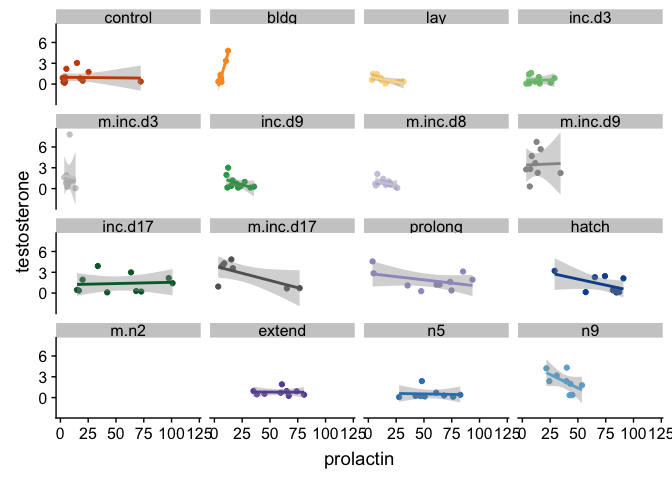 control bldg lay inc.d3
6
3
0
m.inc.d3 inc.d9 m.inc.d8 m.inc.d9
6
3
0
inc.d17 m.inc.d17 prolong hatch
6
3
0
m.n2 extend n5 n9
6
3
0
testosterone
0 25 50 75 100 125 0 25 50 75 100 125 0 25 50 75 100 125 0 25 50 75 100 125
prolactin